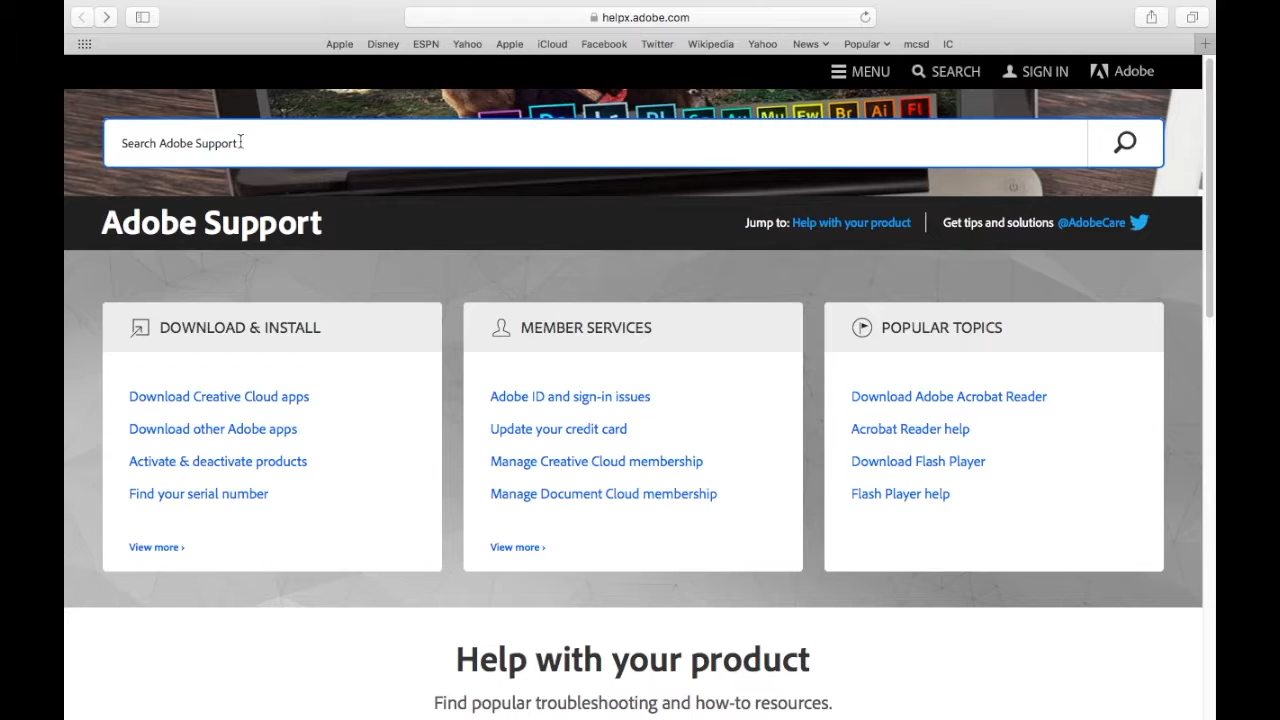 helpx.adobe.com
Apple Disney ESPN Yahoo Apple iCloud Facebook Twitter Wikipedia Yahoo News Popular mcsd IC
MENU SEARCH SIGN IN Adobe
Mu Fw Br Ai Fl
Search Adobe Support
Adobe Support
Jump to: Help with your product
Get tips and solutions @AdobeCare
DOWNLOAD & INSTALL
Download Creative Cloud apps
Download other Adobe apps
Activate & deactivate products
Find your serial number
View more ›
MEMBER SERVICES
Adobe ID and sign-in issues
Update your credit card
Manage Creative Cloud membership
Manage Document Cloud membership
View more ›
POPULAR TOPICS
Download Adobe Acrobat Reader
Acrobat Reader help
Download Flash Player
Flash Player help
Help with your product
Find popular troubleshooting and how-to resources.